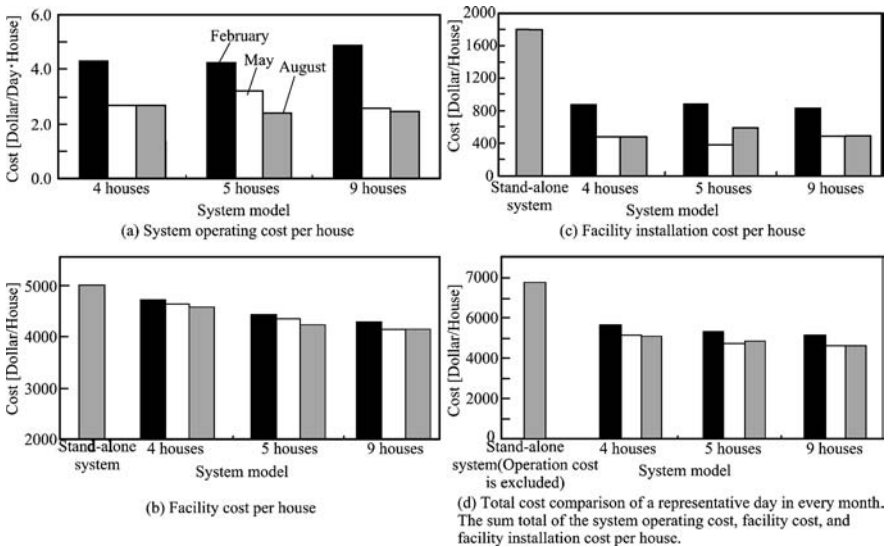 Cost [Dollar/Day·House]
6.0
4.0
2.0
0.0
February
May
August
4 houses
5 houses
9 houses
System model
(a) System operating cost per house
Cost [Dollar/House]
2000
1600
1200
800
400
0
Stand-alone
system
4 houses
5 houses
9 houses
System model
(c) Facility installation cost per house
Cost [Dollar/House]
5000
4000
3000
2000
Stand-alone
system
4 houses
5 houses
9 houses
System model
(b) Facility cost per house
Cost [Dollar/House]
7000
6000
4000
2000
0
Stand-alone
system(Operation cost
is excluded)
4 houses
5 houses
9 houses
System model
(d) Total cost comparison of a representative day in every month.
The sum total of the system operating cost, facility cost, and
facility installation cost per house.